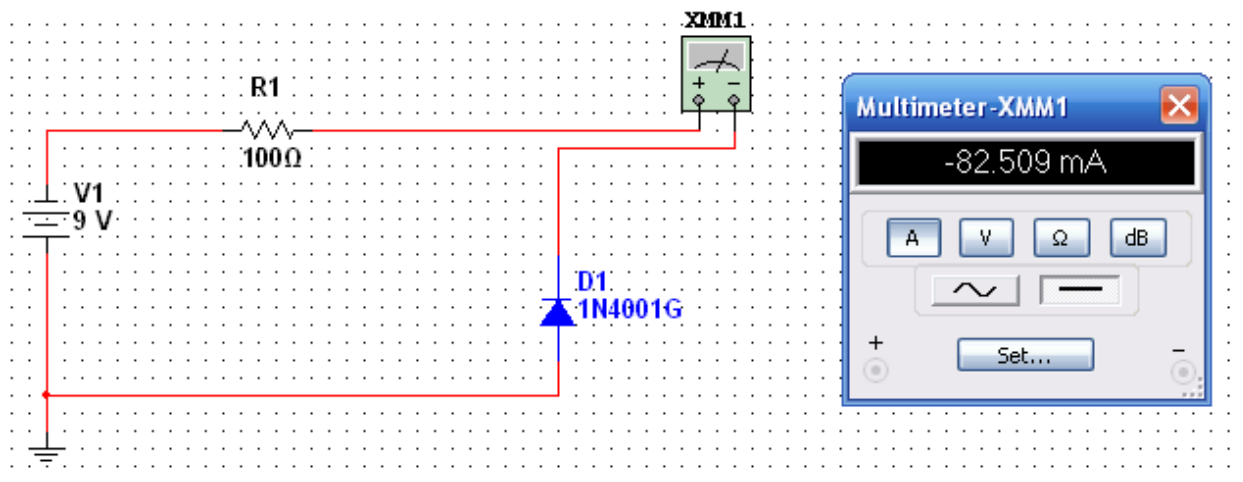 XMM1
+ −
R1
100Ω
V1
9 V
D1
1N4001G
Multimeter-XMM1
-82.509 mA
A V Ω dB
+ −
Set...